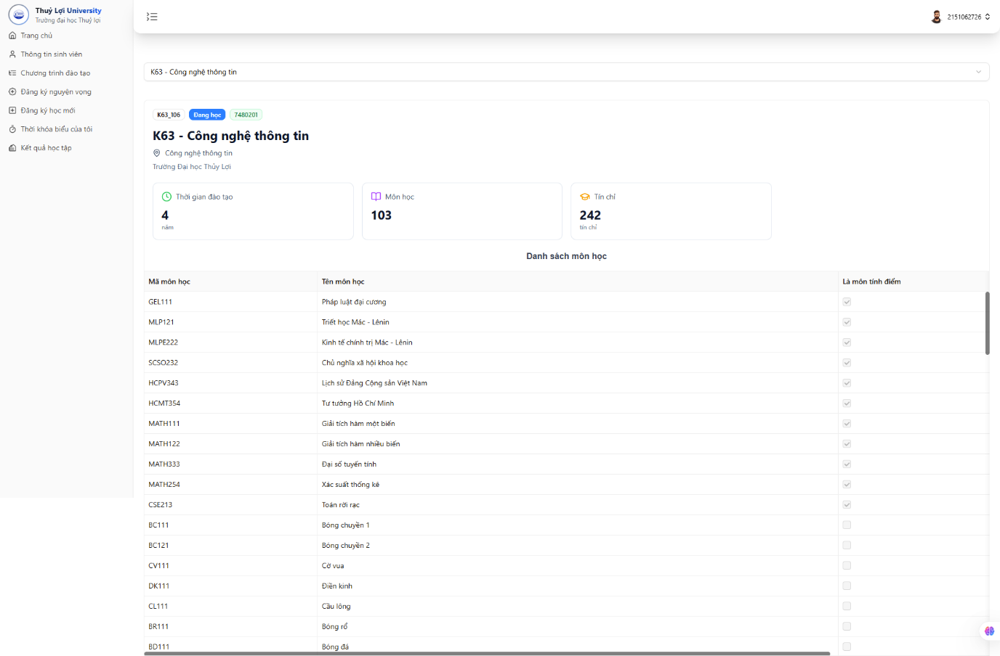 Thuỷ Lợi University
Trường đại học Thuỷ lợi
Trang chủ
Thông tin sinh viên
Chương trình đào tạo
Đăng ký nguyện vọng
Đăng ký học mới
Thời khóa biểu của tôi
Kết quả học tập
2151062726
K63 - Công nghệ thông tin
K63_106 Đang học 7480201
K63 - Công nghệ thông tin
Công nghệ thông tin
Trường Đại học Thủy Lợi
Thời gian đào tạo
4
năm
Môn học
103
Tín chỉ
242
tín chỉ
Danh sách môn học
Mã môn học Tên môn học Là môn tính điểm
GEL111 Pháp luật đại cương
MLP121 Triết học Mác - Lênin
MLPE222 Kinh tế chính trị Mác - Lênin
SCSO232 Chủ nghĩa xã hội khoa học
HCPV343 Lịch sử Đảng Cộng sản Việt Nam
HCMT354 Tư tưởng Hồ Chí Minh
MATH111 Giải tích hàm một biến
MATH122 Giải tích hàm nhiều biến
MATH333 Đại số tuyến tính
MATH254 Xác suất thống kê
CSE213 Toán rời rạc
BC111 Bóng chuyền 1
BC121 Bóng chuyền 2
CV111 Cờ vua
DK111 Điền kinh
CL111 Cầu lông
BR111 Bóng rổ
BD111 Bóng đá